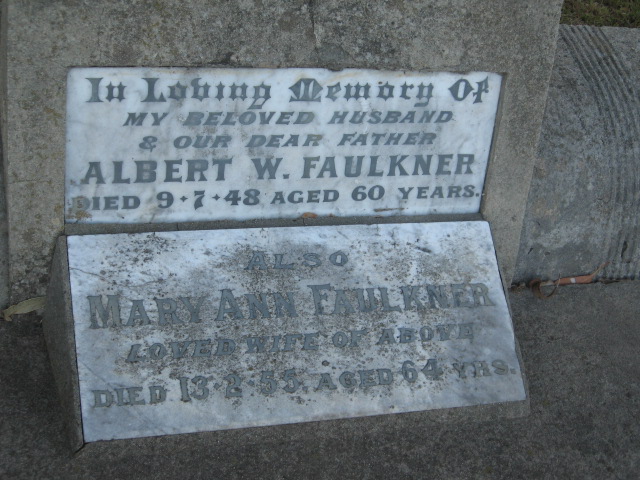 In Loving Memory Of
MY BELOVED HUSBAND
& OUR DEAR FATHER
ALBERT W. FAULKNER
DIED 9·7·48 AGED 60 YEARS.
ALSO
MARY ANN FAULKNER
LOVED WIFE OF ABOVE
DIED 13·2·55. AGED 64 YRS.